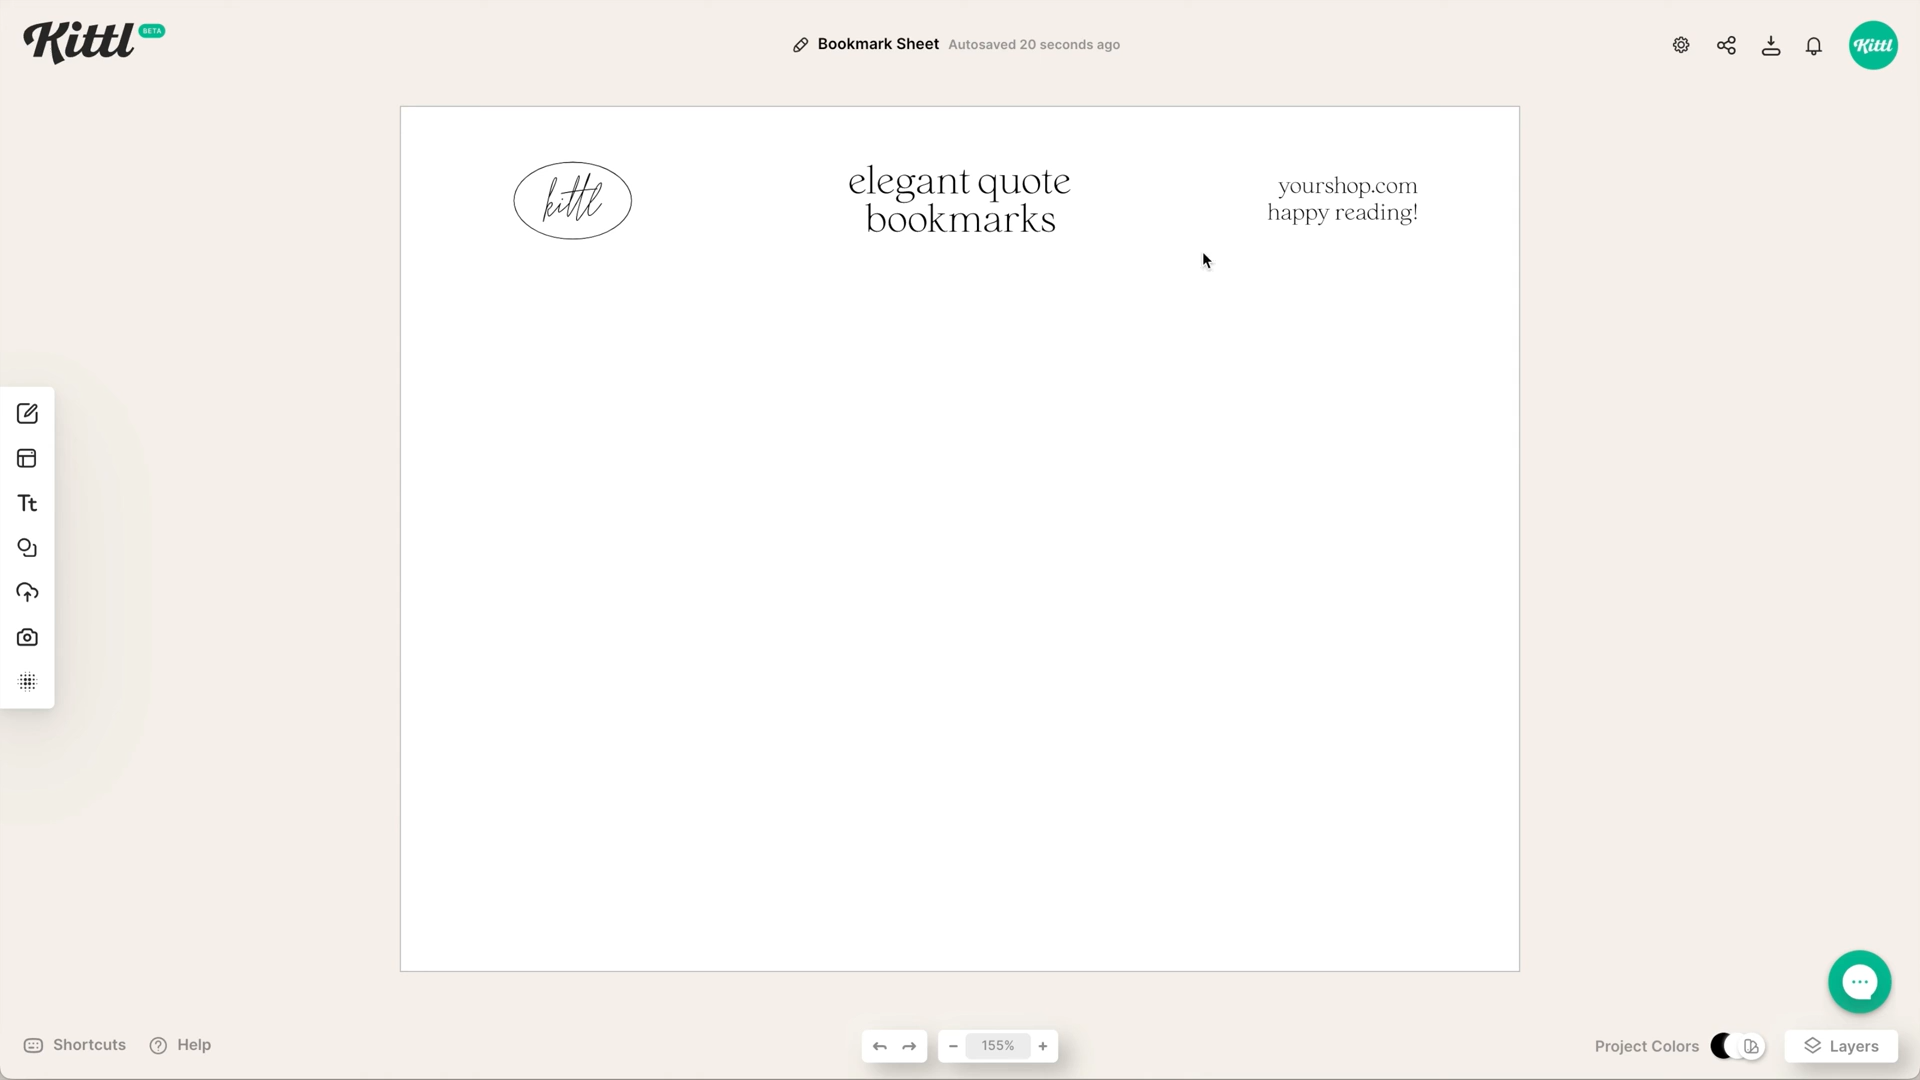 Kittl BETA
Bookmark Sheet Autosaved 20 seconds ago
Kittl
kittl
elegant quote
bookmarks
yourshop.com
happy reading!
Tt
Shortcuts
Help
155%
Project Colors
Layers